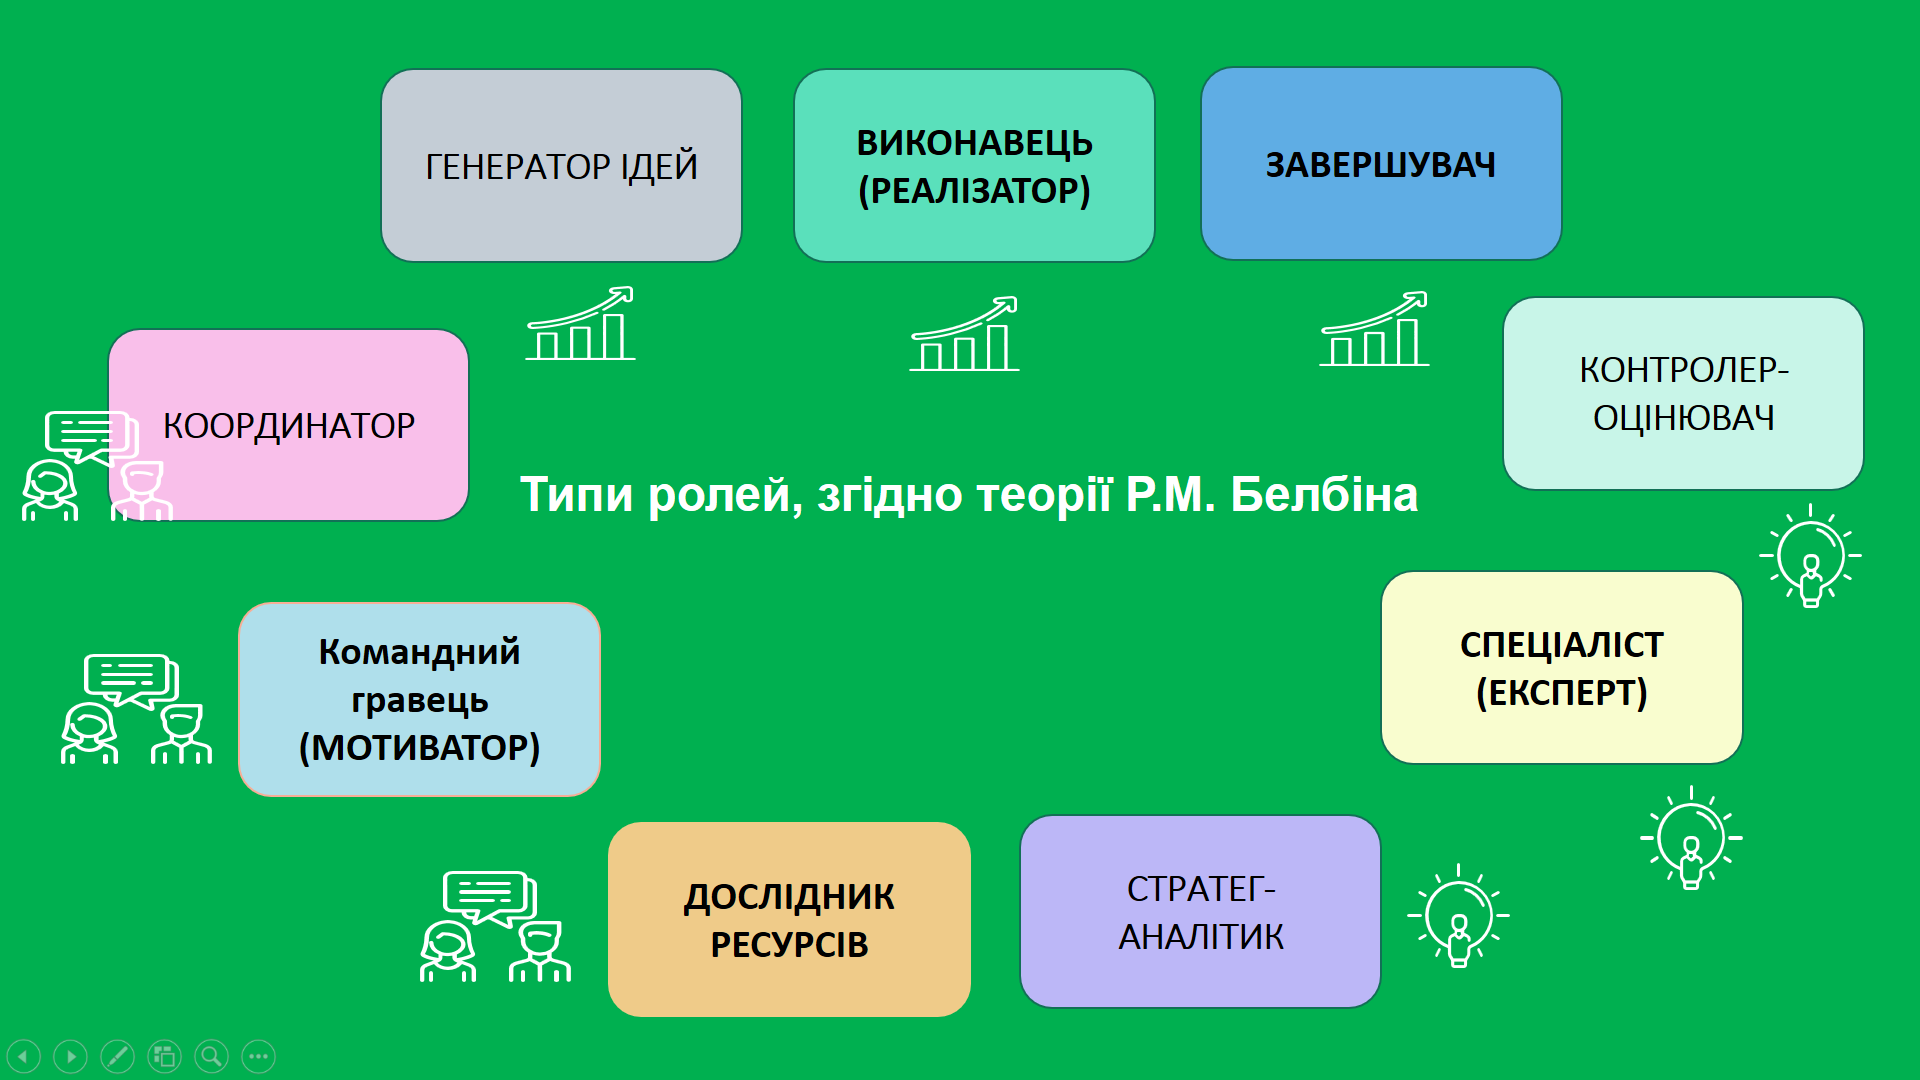 ГЕНЕРАТОР ІДЕЙ
ВИКОНАВЕЦЬ
(РЕАЛІЗАТОР)
ЗАВЕРШУВАЧ
КООРДИНАТОР
КОНТРОЛЕР-
ОЦІНЮВАЧ
Типи ролей, згідно теорії Р.М. Белбіна
Командний
гравець
(МОТИВАТОР)
СПЕЦІАЛІСТ
(ЕКСПЕРТ)
ДОСЛІДНИК
РЕСУРСІВ
СТРАТЕГ-
АНАЛІТИК